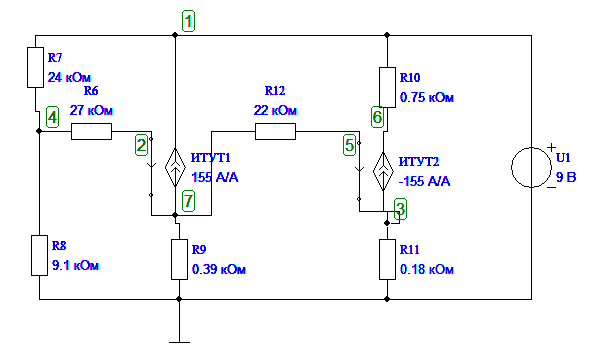 1
R7
24 кОм
R6
27 кОм
4
2
ИТУТ1
155 А/А
7
R12
22 кОм
5
R10
0.75 кОм
6
ИТУТ2
-155 А/А
3
U1
9 В
R8
9.1 кОм
R9
0.39 кОм
R11
0.18 кОм